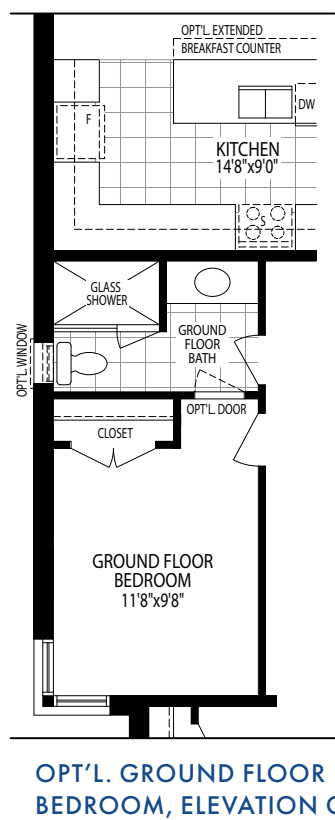 OPT'L. EXTENDED
BREAKFAST COUNTER
F
DW
KITCHEN
14'8"x9'0"
S
GLASS
SHOWER
OPT'L. WINDOW
GROUND
FLOOR
BATH
OPT'L. DOOR
CLOSET
GROUND FLOOR
BEDROOM
11'8"x9'8"
OPT'L. GROUND FLOOR
BEDROOM, ELEVATION C